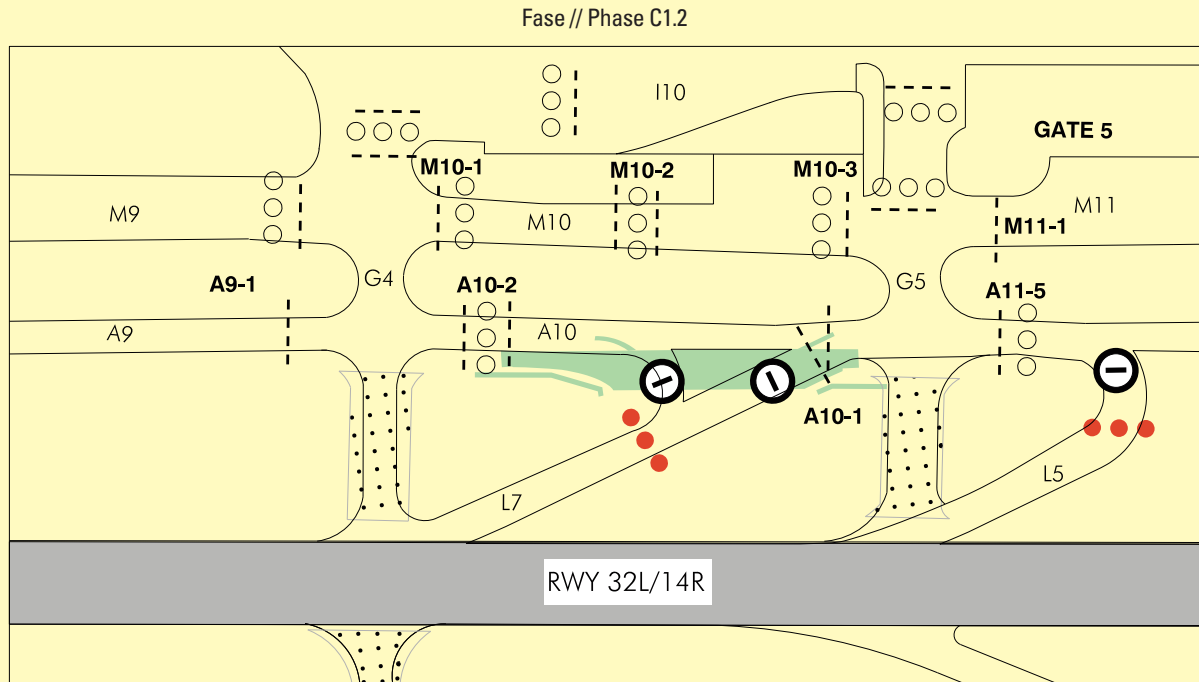 Fase // Phase C1.2
I10
GATE 5
M10-1
M10-2
M10-3
M9
M10
M11
M11-1
A9-1
G4
A10-2
G5
A11-5
A9
A10
A10-1
L7
L5
RWY 32L/14R